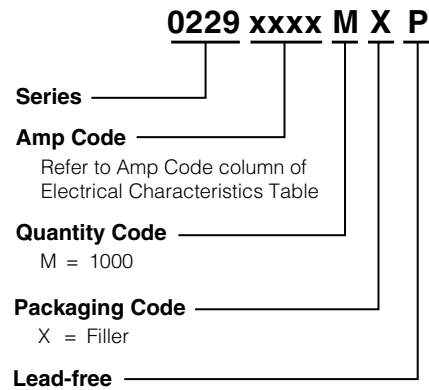 0229 xxxx M X P
Series
Amp Code
Refer to Amp Code column of
Electrical Characteristics Table
Quantity Code
M = 1000
Packaging Code
X = Filler
Lead-free